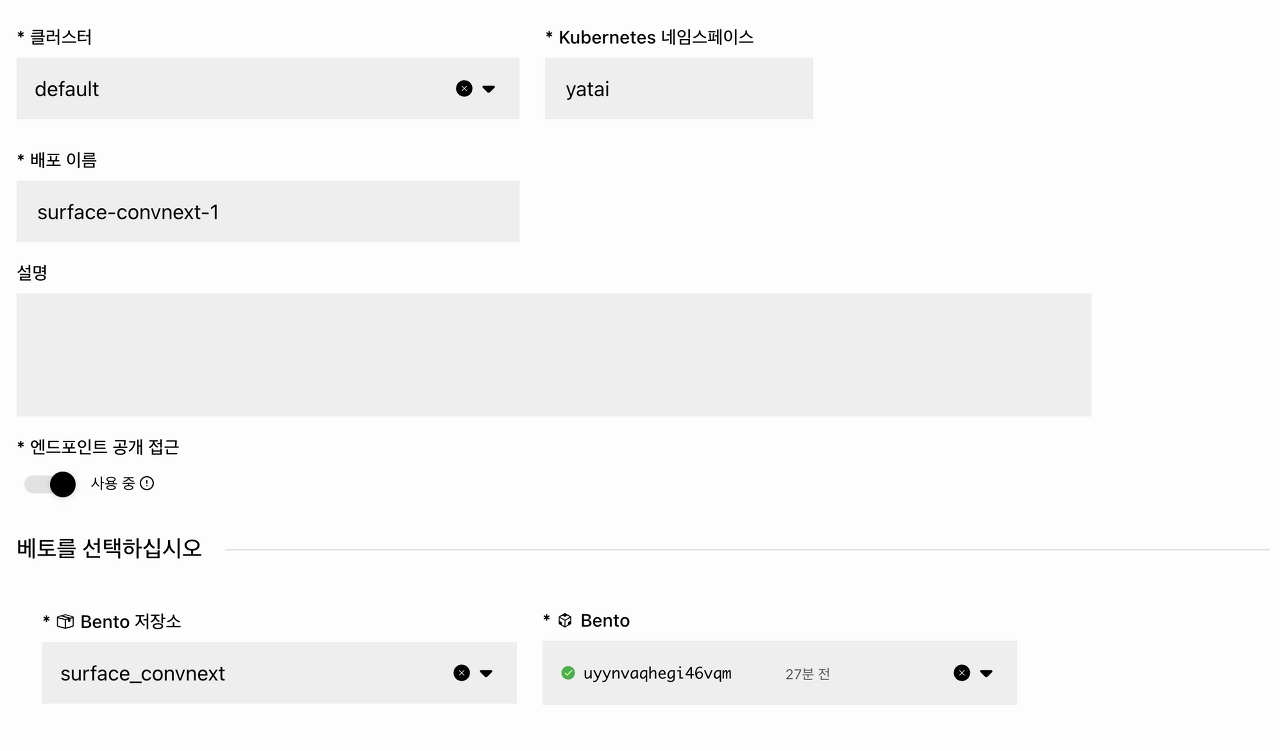 * 클러스터
* Kubernetes 네임스페이스
default
yatai
* 배포 이름
surface-convnext-1
설명
* 엔드포인트 공개 접근
사용 중
베토를 선택하십시오
* Bento 저장소
* Bento
surface_convnext
uyynvaqhegi46vqm 27분 전